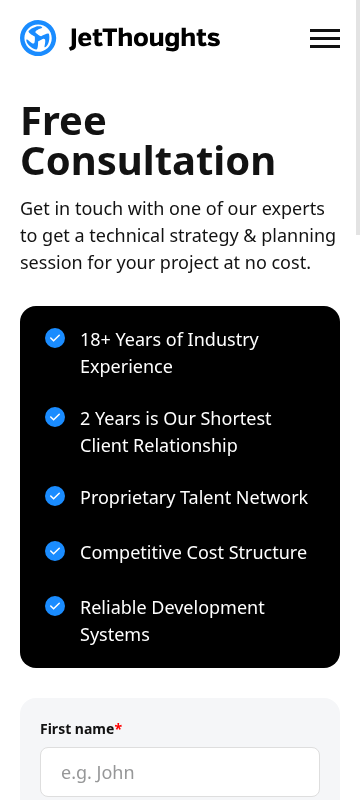 JetThoughts
Free
Consultation
Get in touch with one of our experts
to get a technical strategy & planning
session for your project at no cost.
18+ Years of Industry
Experience
2 Years is Our Shortest
Client Relationship
Proprietary Talent Network
Competitive Cost Structure
Reliable Development
Systems
First name*
e.g. John